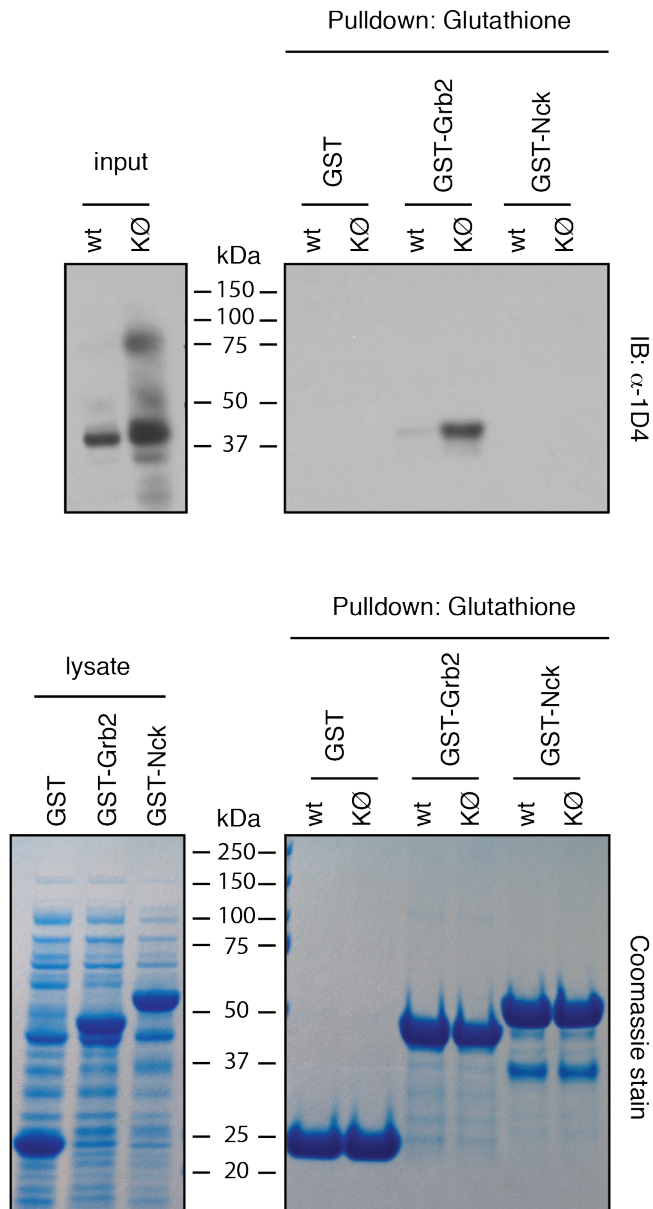 Pulldown: Glutathione
input
GST
GST-Grb2
GST-Nck
wt
KØ
wt
KØ
wt
KØ
wt
KØ
kDa
150
100
75
50
37
IB: α-1D4
Pulldown: Glutathione
lysate
GST
GST-Grb2
GST-Nck
GST
GST-Grb2
GST-Nck
wt
KØ
wt
KØ
wt
KØ
kDa
250
150
100
75
50
37
25
20
Coomassie stain